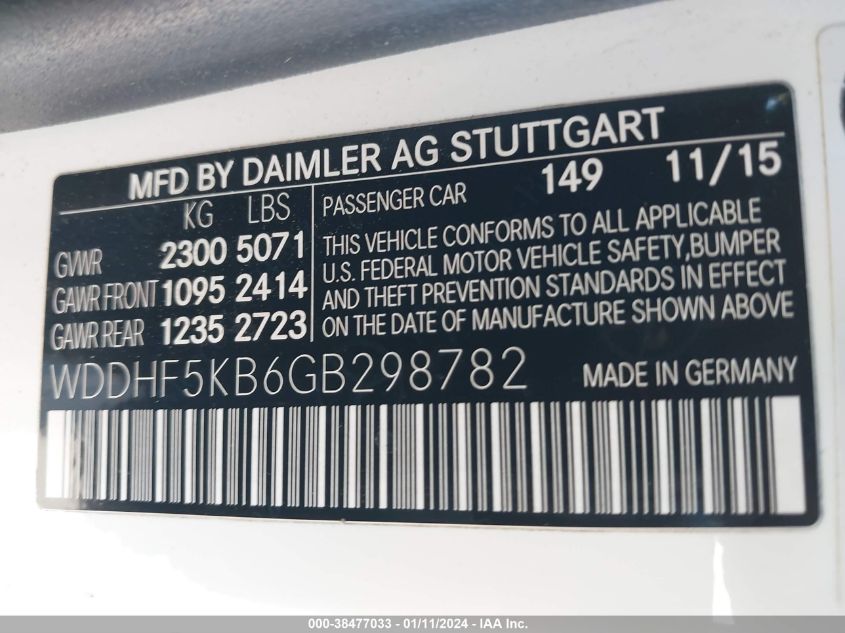 MFD BY DAIMLER AG STUTTGART
KG LBS
GVWR 2300 5071
GAWR FRONT 1095 2414
GAWR REAR 1235 2723
PASSENGER CAR 149 11/15
THIS VEHICLE CONFORMS TO ALL APPLICABLE
U.S. FEDERAL MOTOR VEHICLE SAFETY,BUMPER
AND THEFT PREVENTION STANDARDS IN EFFECT
ON THE DATE OF MANUFACTURE SHOWN ABOVE
WDDHF5KB6GB298782 MADE IN GERMANY
000-38477033 - 01/11/2024 - IAA Inc.